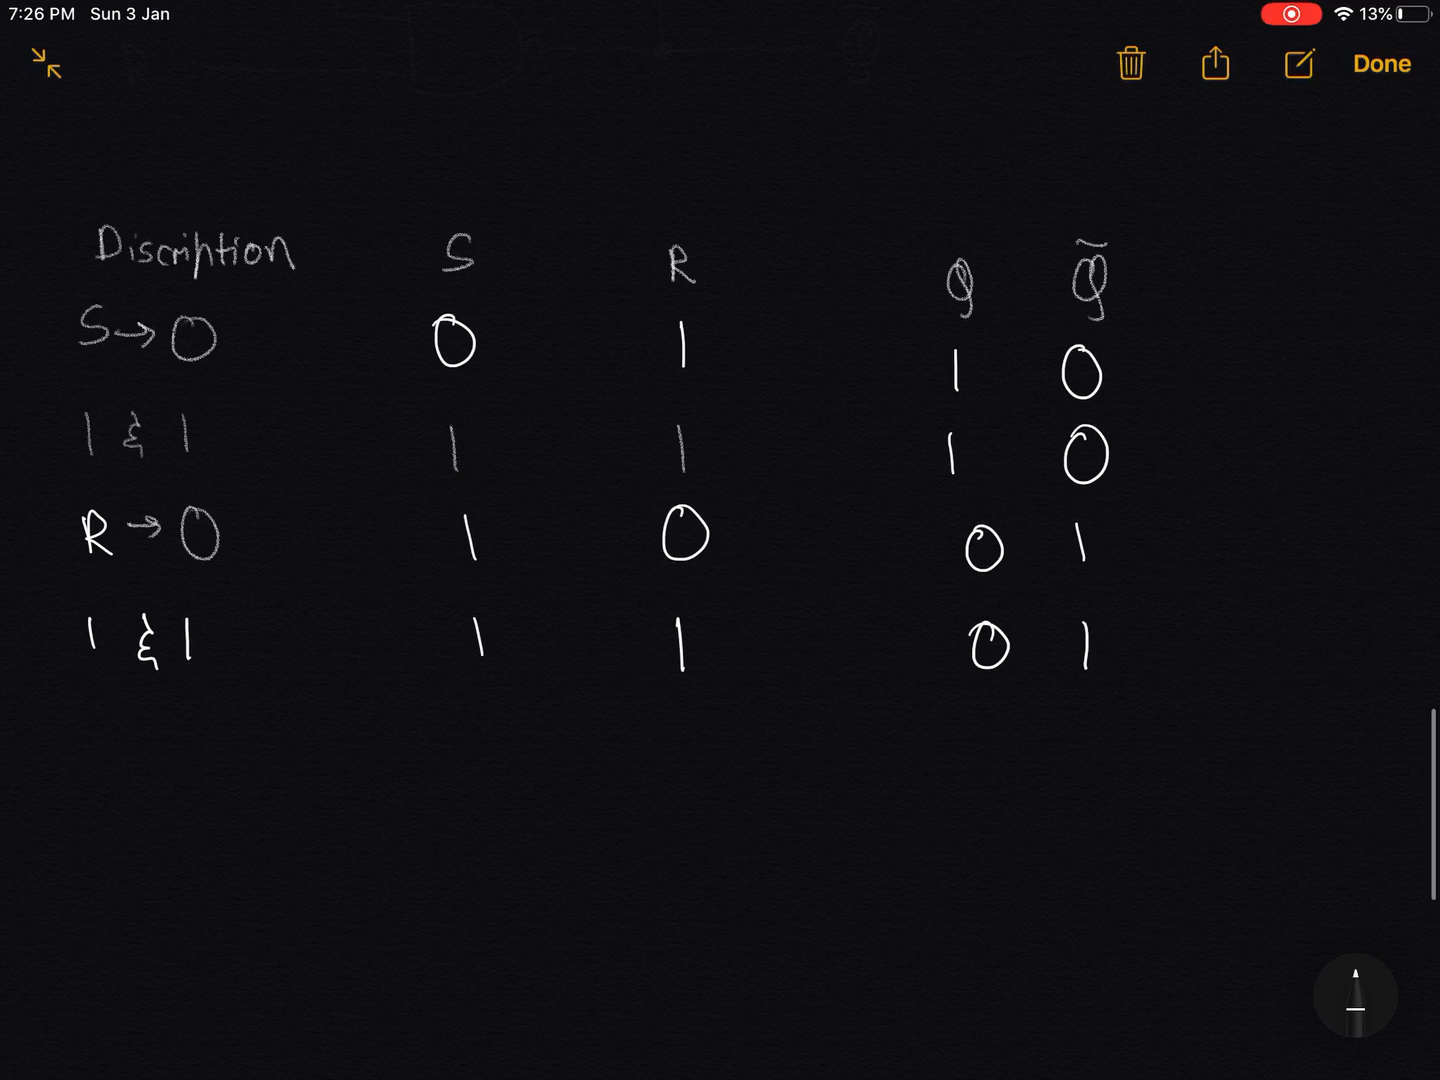 7:26 PM Sun 3 Jan 13%
Done
Discription S R Q Q̃
S→0 0 1 1 0
1 & 1 1 1 1 0
R→0 1 0 0 1
1 & 1 1 1 0 1